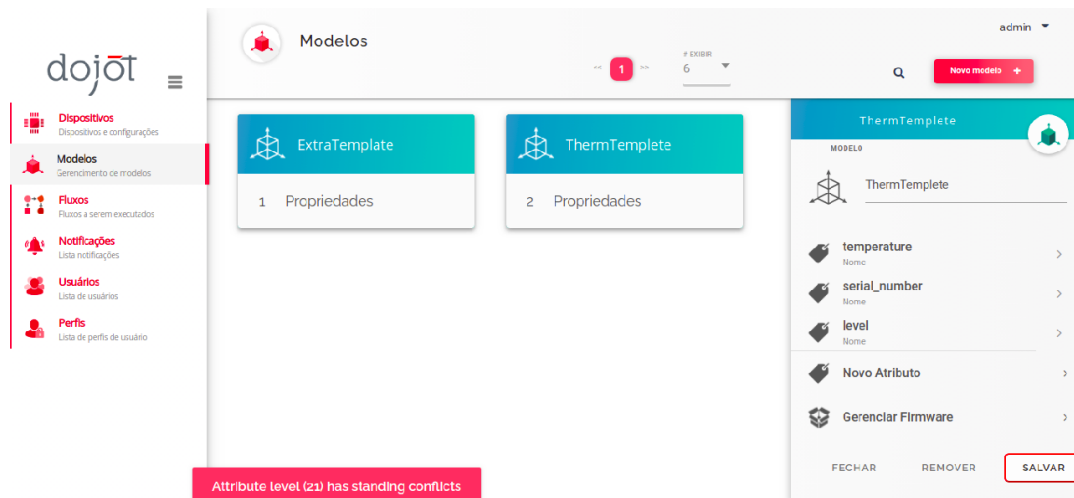 dojōt
Dispositivos
Dispositivos e configurações
Modelos
Gerencimento de modelos
Fluxos
Fluxos a serem executados
Notificações
Lista notificações
Usuários
Lista de usuários
Perfis
Lista de perfis de usuário
Modelos
<< 1 >>
# EXIBIR
6
admin
Novo modelo +
ExtraTemplate
1 Propriedades
ThermTemplete
2 Propriedades
ThermTemplete
MODELO
ThermTemplete
temperature
Nome
serial_number
Nome
level
Nome
Novo Atributo
Gerenciar Firmware
FECHAR REMOVER SALVAR
Attribute level (21) has standing conflicts